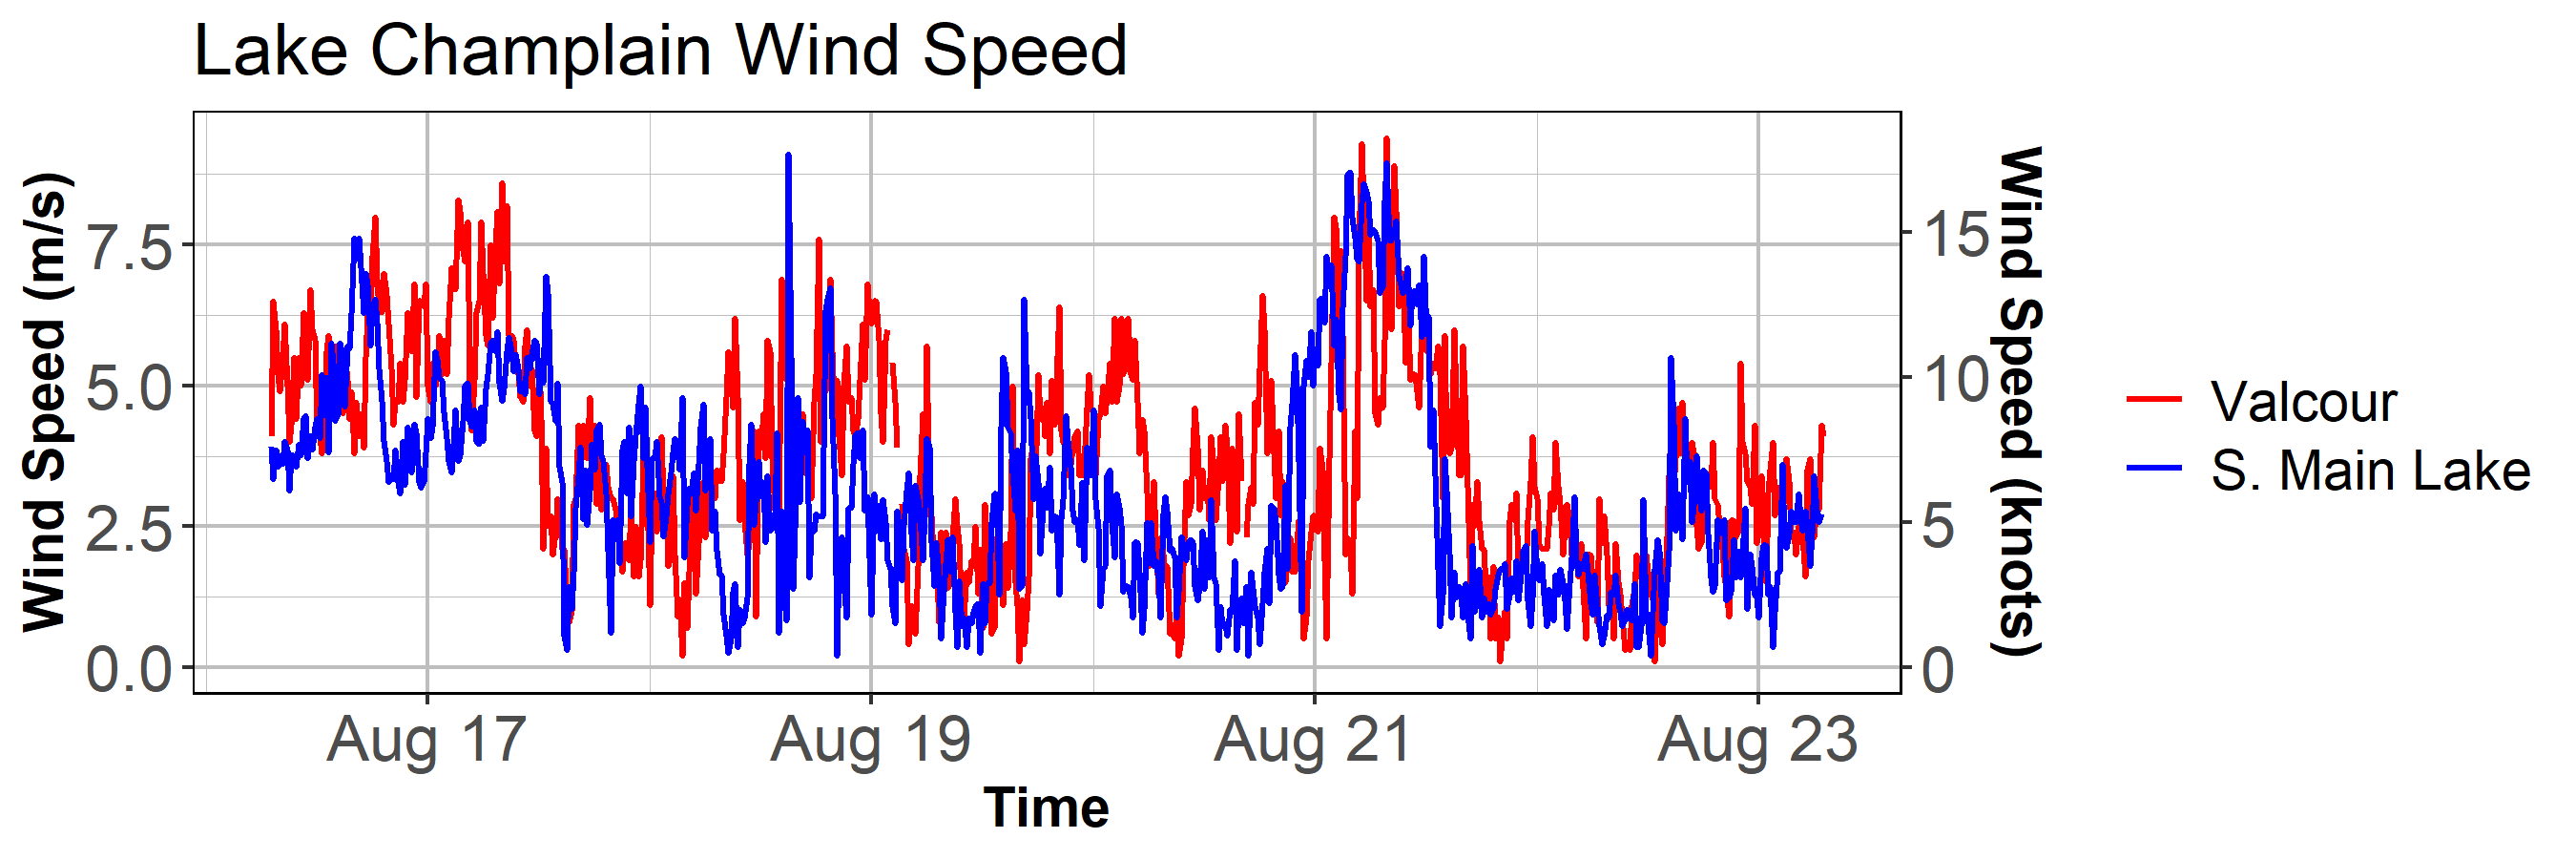 Lake Champlain Wind Speed
Wind Speed (m/s)
7.5
5.0
2.5
0.0
Wind Speed (knots)
15
10
5
0
Aug 17
Aug 19
Aug 21
Aug 23
Time
Valcour
S. Main Lake